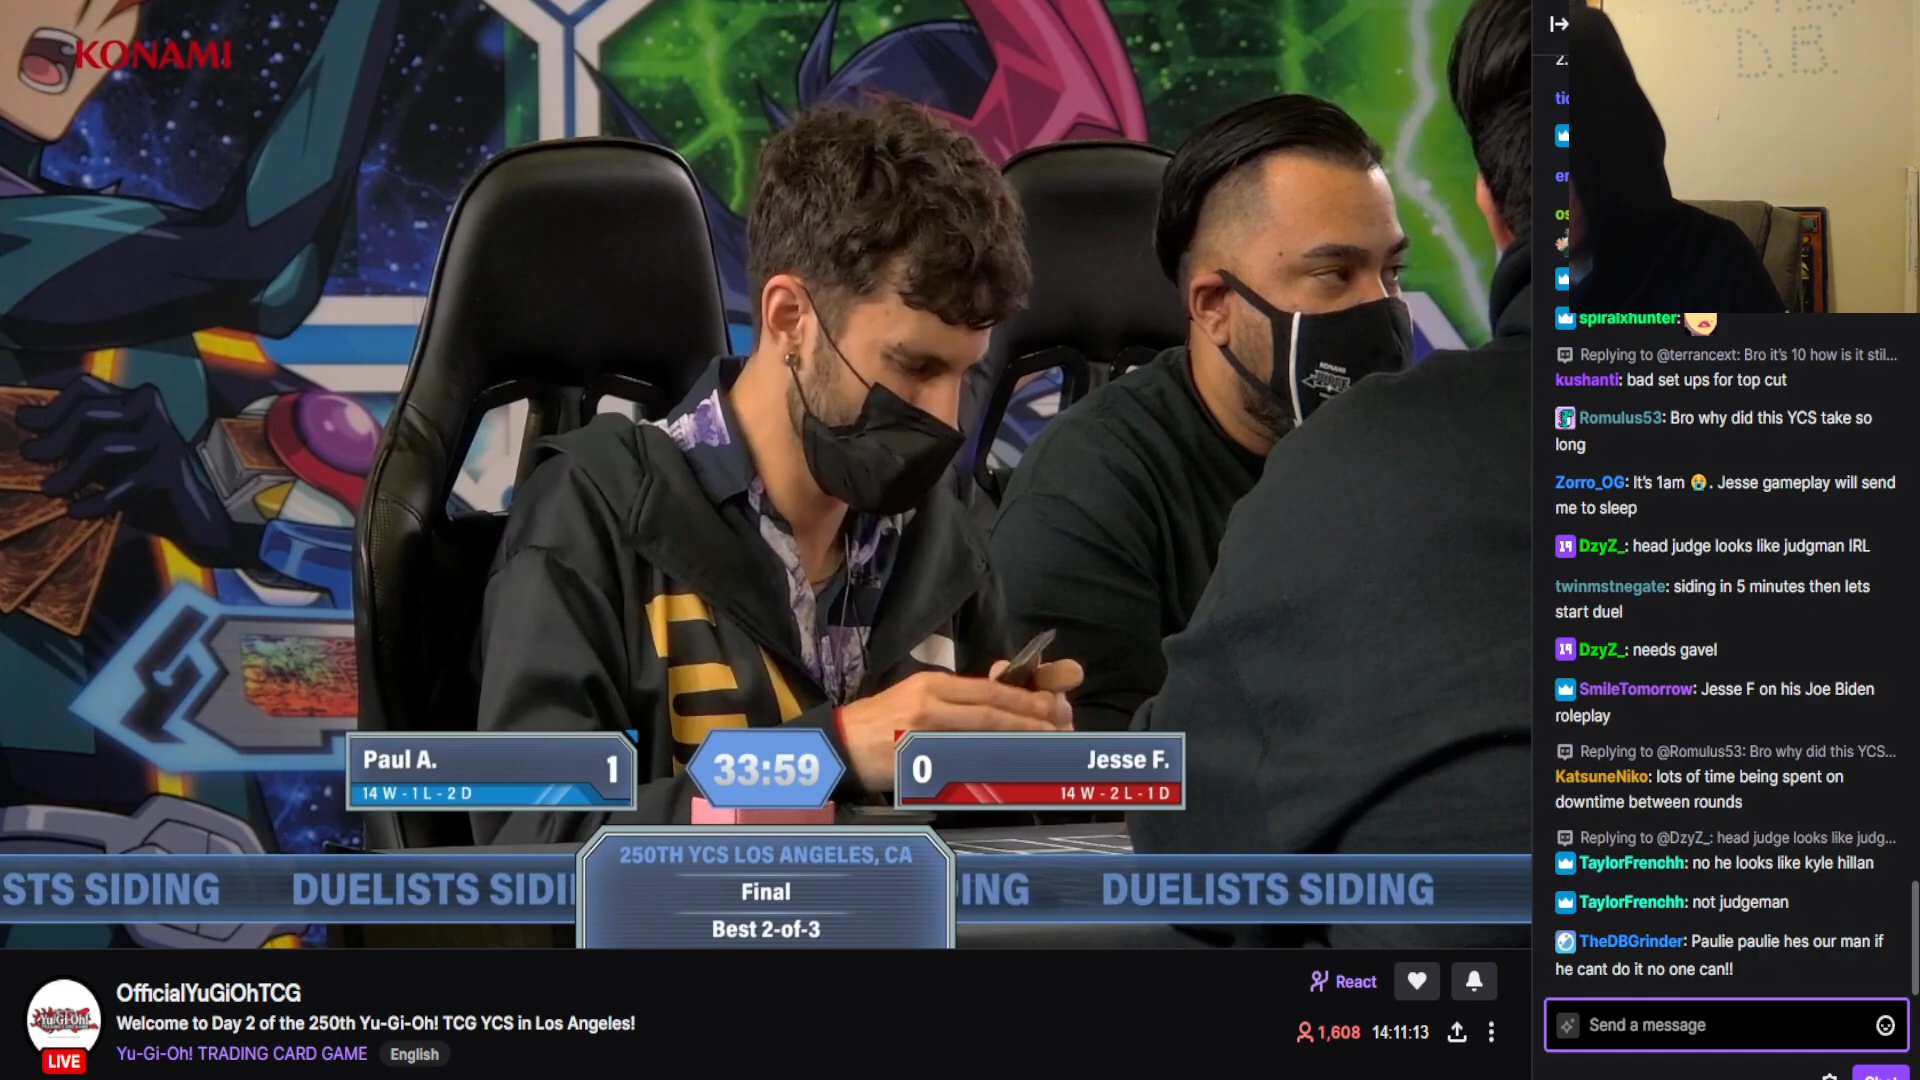 KONAMI
D.B.
Paul A.
1
14 W - 1 L - 2 D
33:59
0
Jesse F.
14 W - 2 L - 1 D
250TH YCS LOS ANGELES, CA
Final
Best 2-of-3
STS SIDING
DUELISTS SIDI
ING
DUELISTS SIDING
OfficialYuGiOhTCG
Welcome to Day 2 of the 250th Yu-Gi-Oh! TCG YCS in Los Angeles!
Yu-Gi-Oh! TRADING CARD GAME English
LIVE
React
1,608 14:11:13
2.
tic
er
os
spiralxhunter:
Replying to @terrancext: Bro it's 10 how is it stil...
kushanti: bad set ups for top cut
Romulus53: Bro why did this YCS take so
long
Zorro_OG: It's 1am 😭. Jesse gameplay will send
me to sleep
DzyZ_: head judge looks like judgman IRL
twinmstnegate: siding in 5 minutes then lets
start duel
DzyZ_: needs gavel
SmileTomorrow: Jesse F on his Joe Biden
roleplay
Replying to @Romulus53: Bro why did this YCS...
KatsuneNiko: lots of time being spent on
downtime between rounds
Replying to @DzyZ_: head judge looks like judg...
TaylorFrenchh: no he looks like kyle hillan
TaylorFrenchh: not judgeman
TheDBGrinder: Paulie paulie hes our man if
he cant do it no one can!!
Send a message